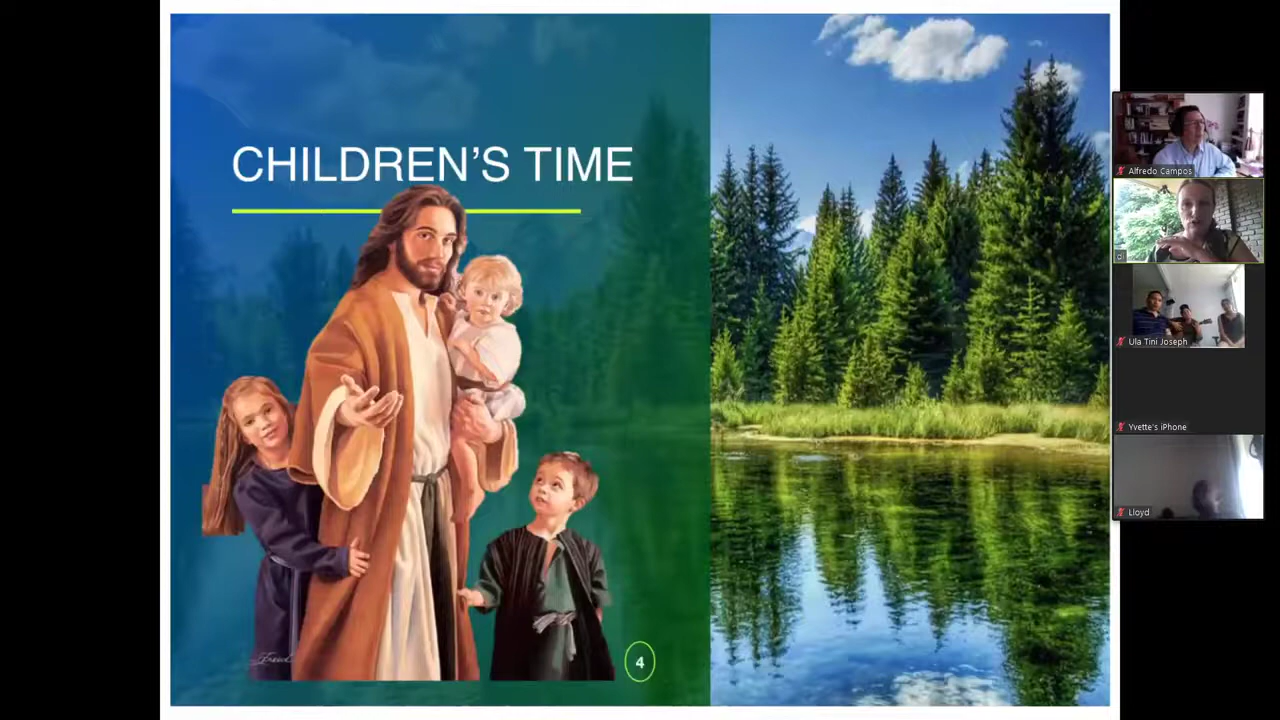 CHILDREN'S TIME
4
Alfredo Campos
Ula Tini Joseph
Yvette's iPhone
Lloyd